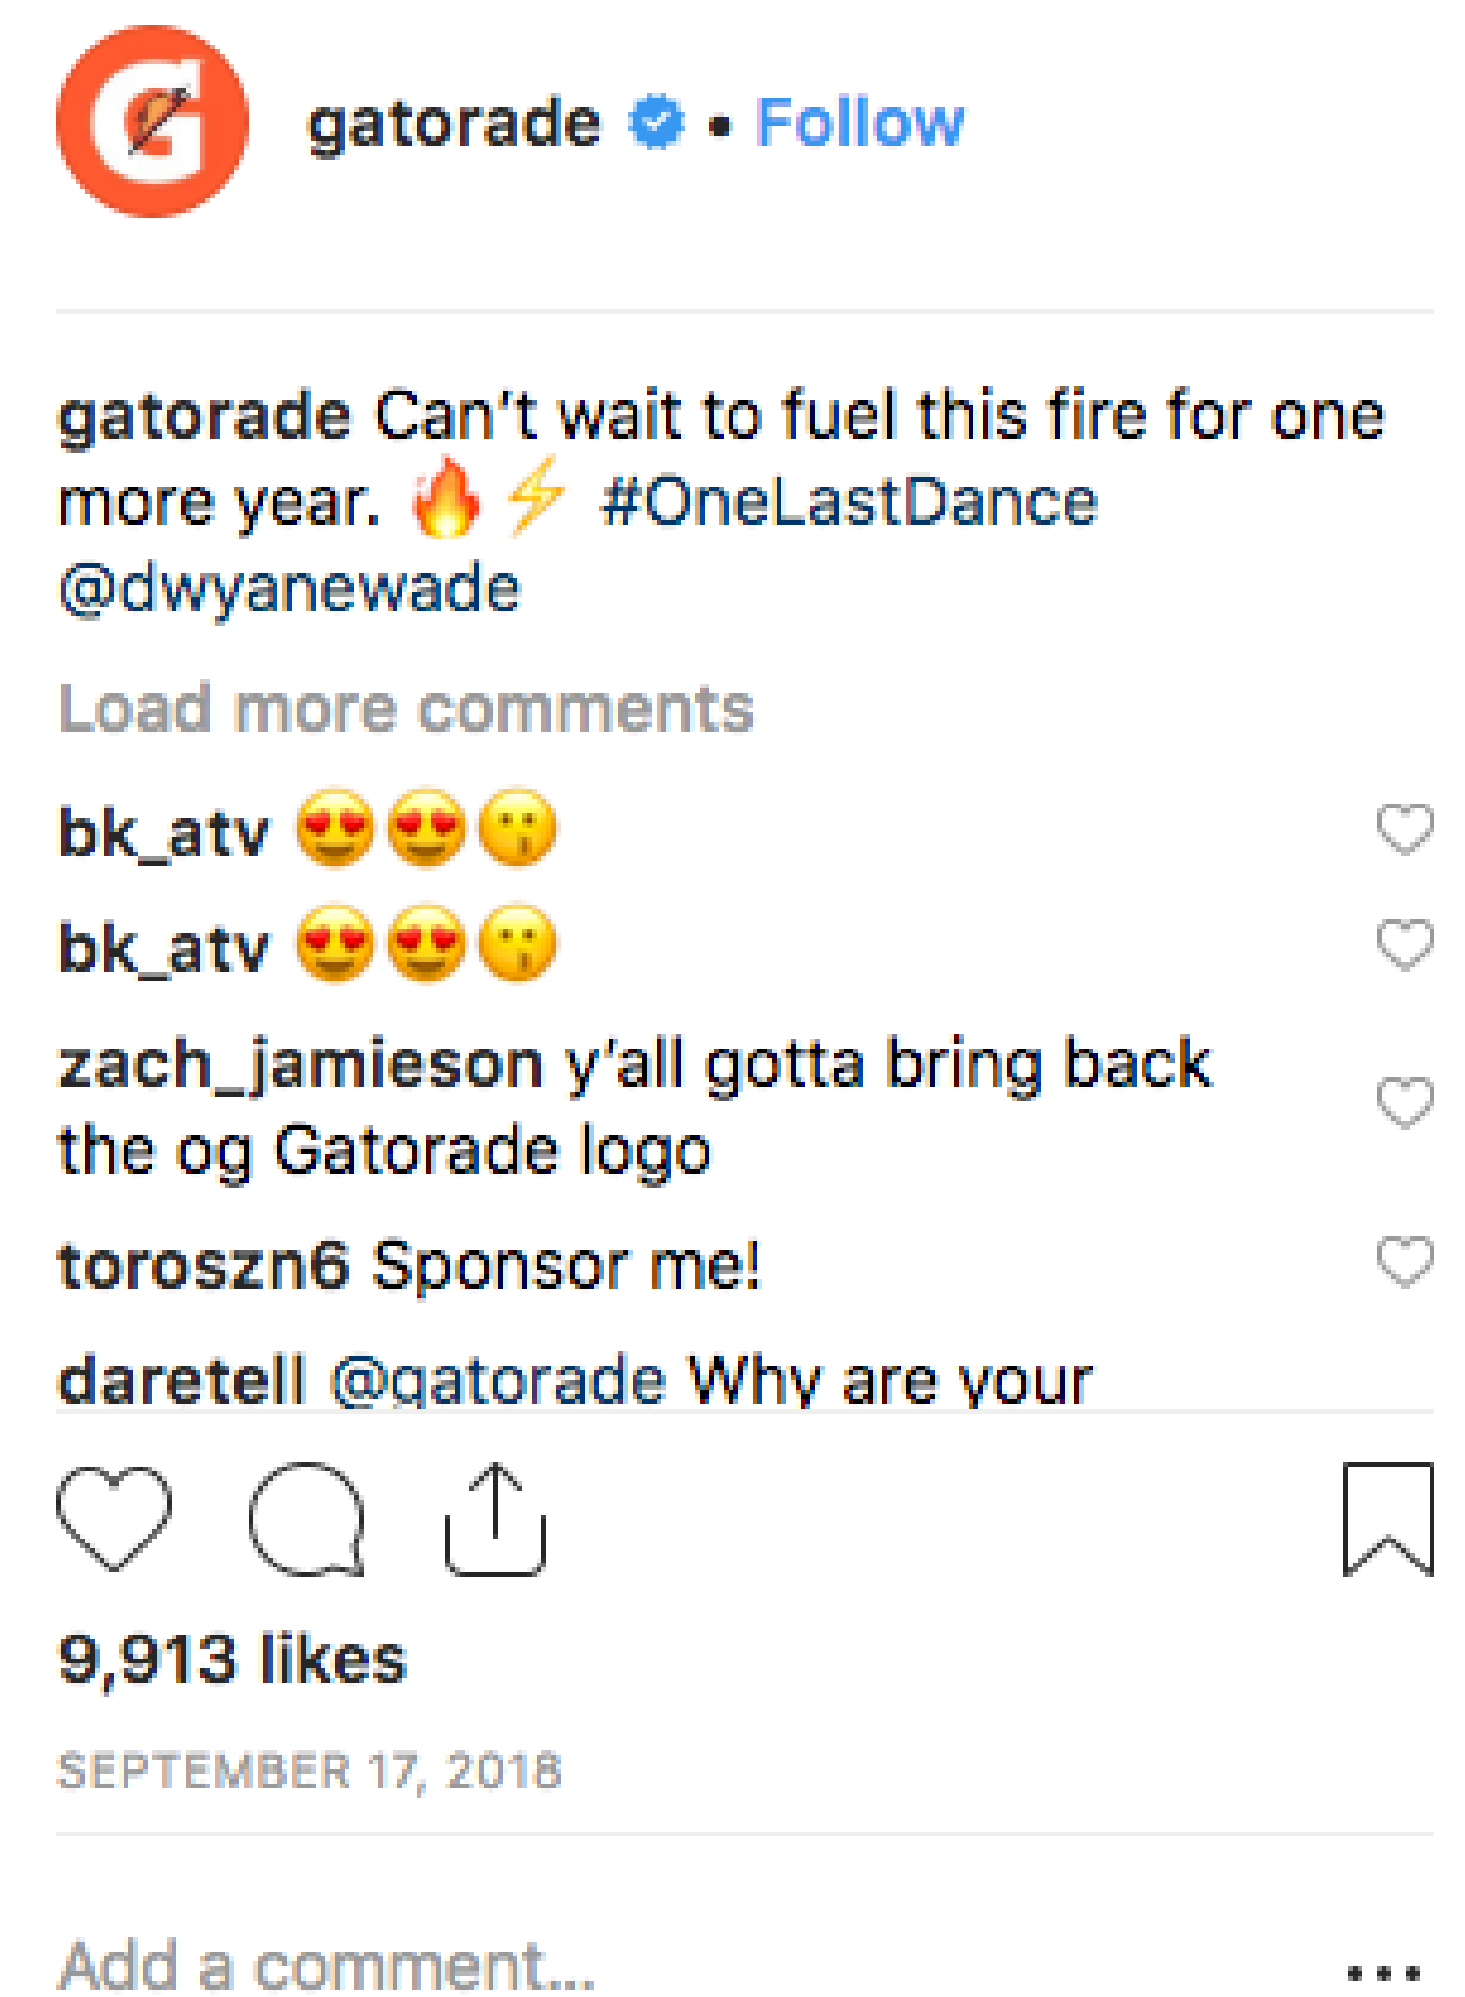 G
gatorade • Follow
gatorade Can't wait to fuel this fire for one
more year. 🔥⚡ #OneLastDance
@dwyanewade
Load more comments
bk_atv 😍😍😗
bk_atv 😍😍😗
zach_jamieson y'all gotta bring back
the og Gatorade logo
toroszn6 Sponsor me!
daretell @gatorade Why are your
9,913 likes
SEPTEMBER 17, 2018
Add a comment...